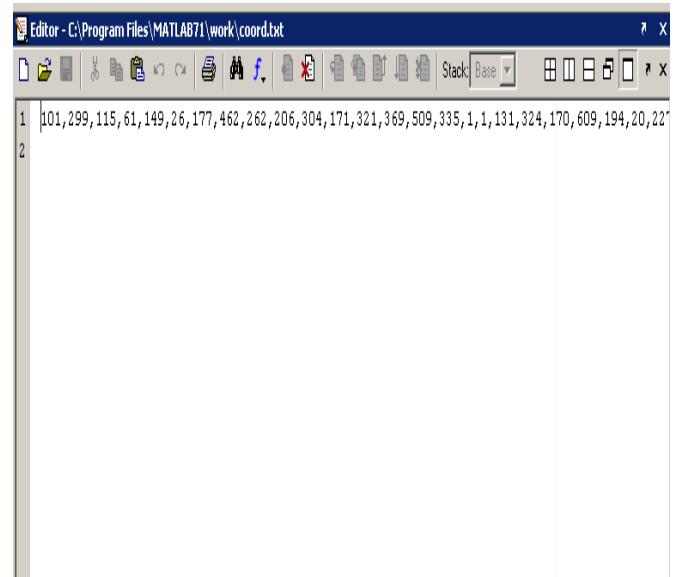 Editor - C:\Program Files\MATLAB71\work\coord.txt
Stack: Base
1 101,299,115,61,149,26,177,462,262,206,304,171,321,369,509,335,1,1,131,324,170,609,194,20,227
2